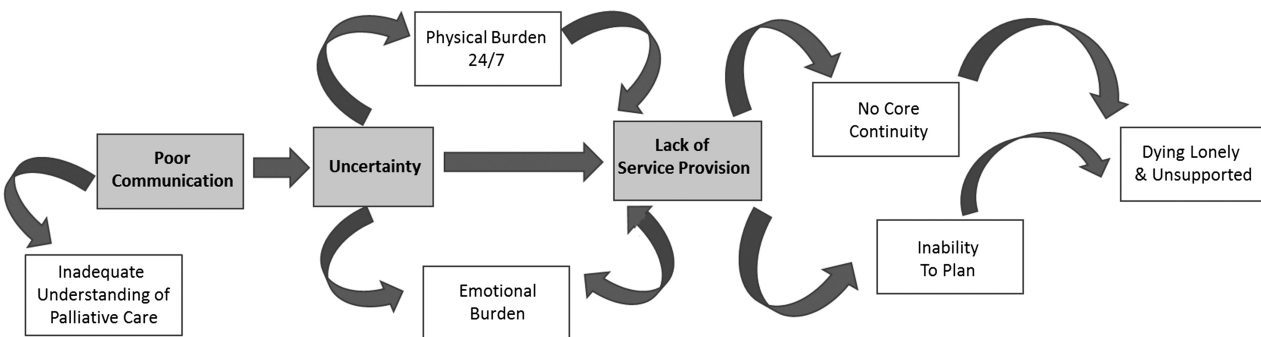 Physical Burden
24/7
No Core
Continuity
Poor
Communication
Uncertainty
Lack of
Service Provision
Dying Lonely
& Unsupported
Inadequate
Understanding of
Palliative Care
Emotional
Burden
Inability
To Plan